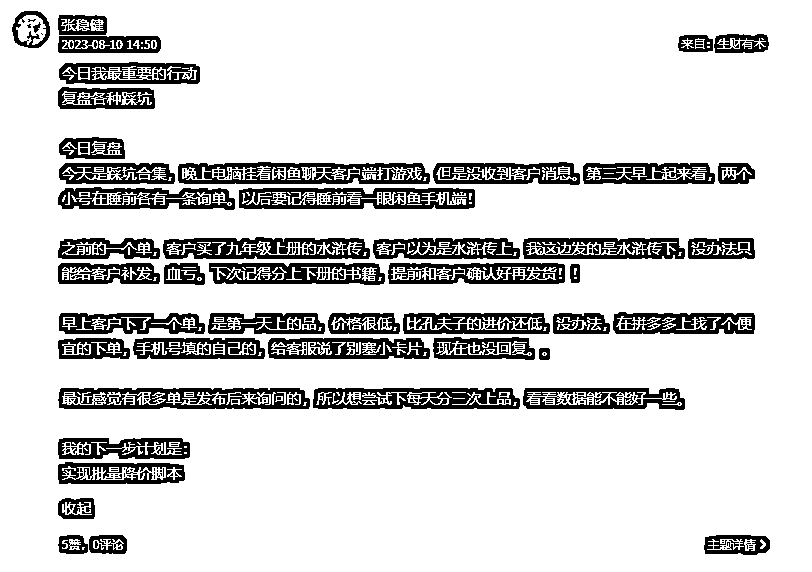 张稳健
2023-08-10 14:50
来自：生财有术
今日我最重要的行动
复盘各种踩坑
今日复盘
今天是踩坑合集，晚上电脑挂着闲鱼聊天客户端打游戏，但是没收到客户消息。第三天早上起来看，两个
小号在睡前各有一条询单。以后要记得睡前看一眼闲鱼手机端！
之前的一个单，客户买了九年级上册的水浒传，客户以为是水浒传上，我这边发的是水浒传下，没办法只
能给客户补发，血亏。下次记得分上下册的书籍，提前和客户确认好再发货！！
早上客户下了一个单，是第一天上的品，价格很低，比孔夫子的进价还低，没办法，在拼多多上找了个便
宜的下单，手机号填的自己的，给客服说了别塞小卡片，现在也没回复。。
最近感觉有很多单是发布后来询问的，所以想尝试下每天分三次上品，看看数据能不能好一些。
我的下一步计划是：
实现批量降价脚本
收起
5赞，0评论
主题详情 >